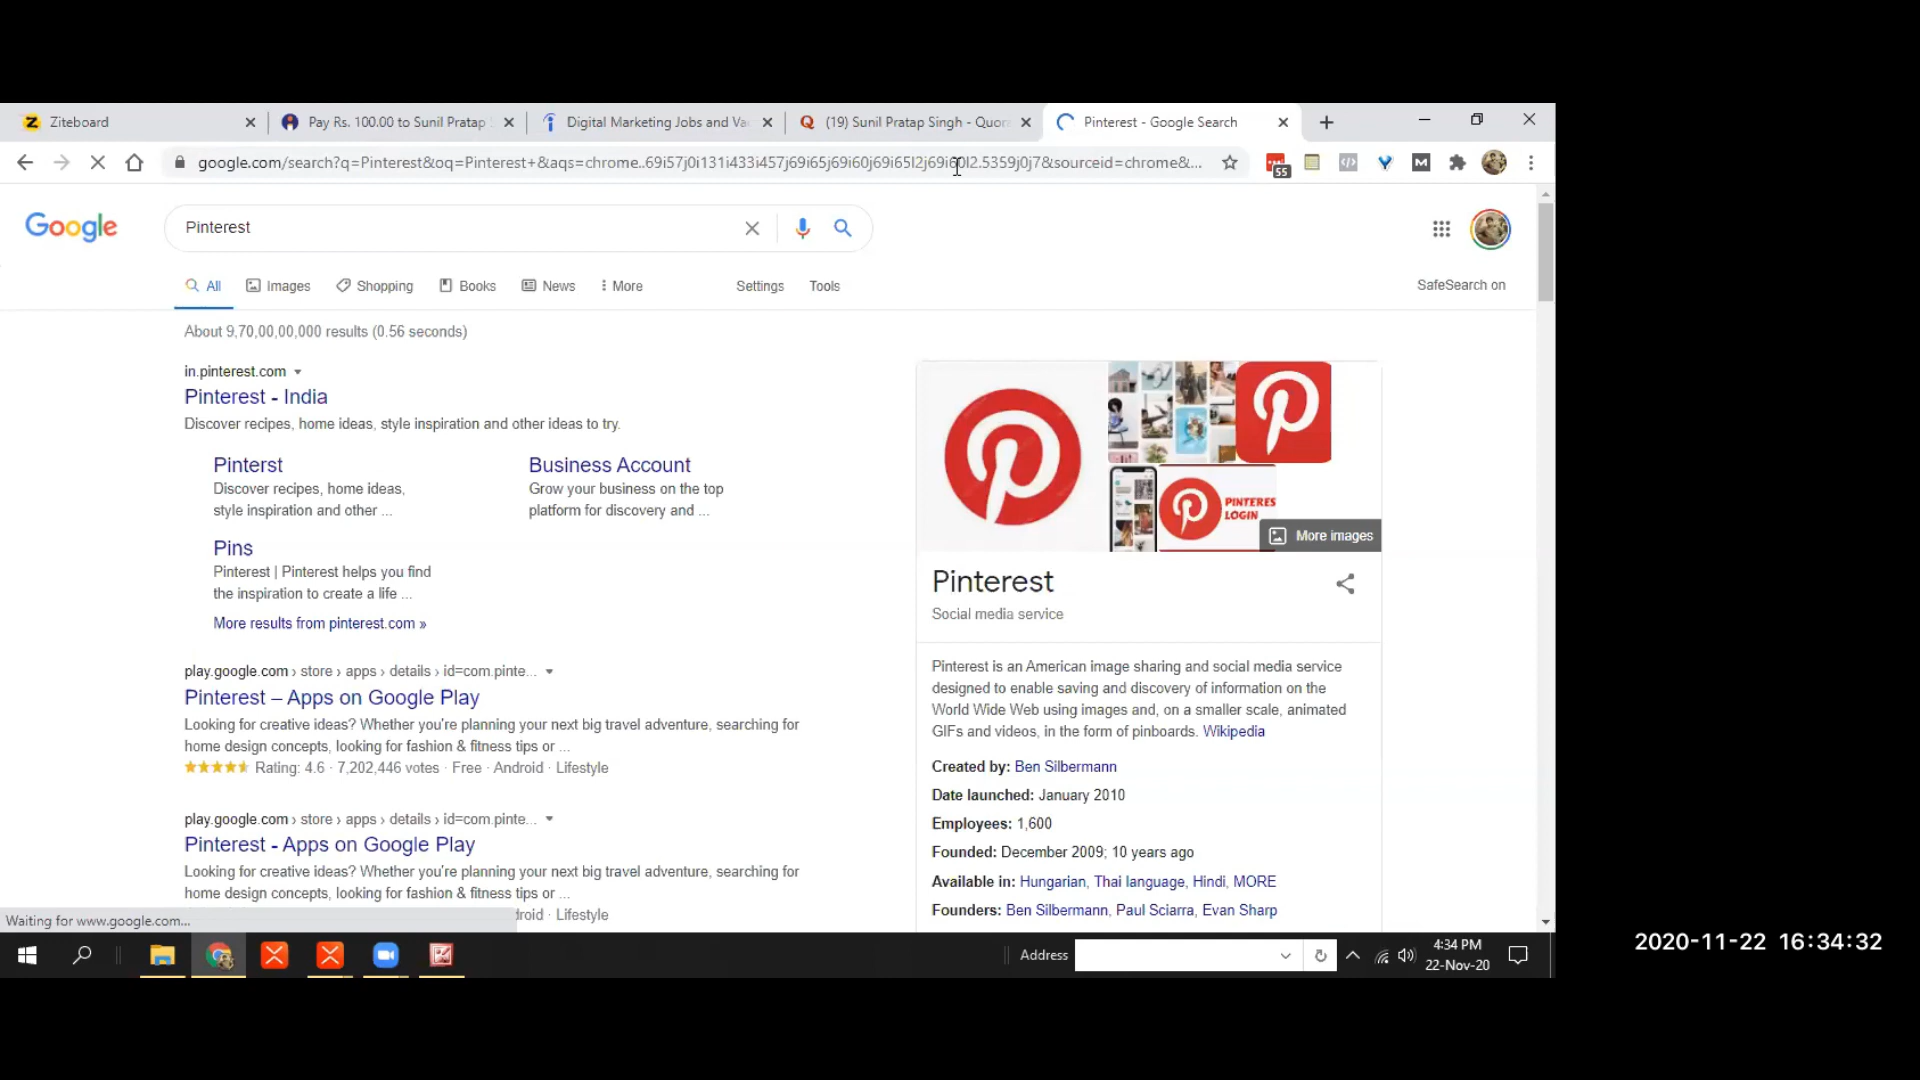 Ziteboard
Pay Rs. 100.00 to Sunil Pratap
Digital Marketing Jobs and Va
(19) Sunil Pratap Singh - Quora
Pinterest - Google Search
google.com/search?q=Pinterest&oq=Pinterest+&aqs=chrome..69i57j0i131i433i457j69i65j69i60j69i65l2j69i60l2.5359j0j7&sourceid=chrome&...
55
M
Google
Pinterest
All
Images
Shopping
Books
News
More
Settings
Tools
SafeSearch on
About 9,70,00,00,000 results (0.56 seconds)
in.pinterest.com
Pinterest - India
Discover recipes, home ideas, style inspiration and other ideas to try.
Pinterst
Discover recipes, home ideas,
style inspiration and other ...
Business Account
Grow your business on the top
platform for discovery and ...
Pins
Pinterest | Pinterest helps you find
the inspiration to create a life ...
More results from pinterest.com »
play.google.com › store › apps › details › id=com.pinte...
Pinterest – Apps on Google Play
Looking for creative ideas? Whether you're planning your next big travel adventure, searching for
home design concepts, looking for fashion & fitness tips or ...
Rating: 4.6 · 7,202,446 votes · Free · Android · Lifestyle
play.google.com › store › apps › details › id=com.pinte...
Pinterest - Apps on Google Play
Looking for creative ideas? Whether you're planning your next big travel adventure, searching for
home design concepts, looking for fashion & fitness tips or ...
droid · Lifestyle
Waiting for www.google.com...
PINTERES
LOGIN
More images
Pinterest
Social media service
Pinterest is an American image sharing and social media service
designed to enable saving and discovery of information on the
World Wide Web using images and, on a smaller scale, animated
GIFs and videos, in the form of pinboards. Wikipedia
Created by: Ben Silbermann
Date launched: January 2010
Employees: 1,600
Founded: December 2009; 10 years ago
Available in: Hungarian, Thai language, Hindi, MORE
Founders: Ben Silbermann, Paul Sciarra, Evan Sharp
Address
4:34 PM
22-Nov-20
2020-11-22 16:34:32